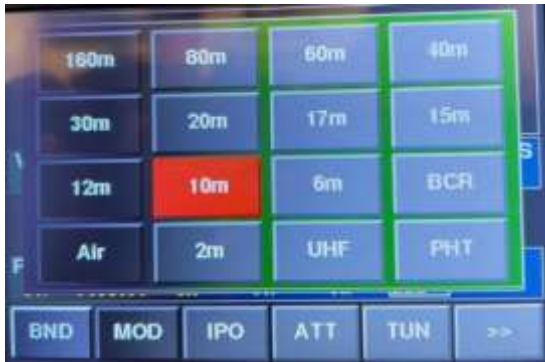 160m 80m 60m 40m
30m 20m 17m 15m
12m 10m 6m BCR
Air 2m UHF PHT
BND MOD IPO ATT TUN >>